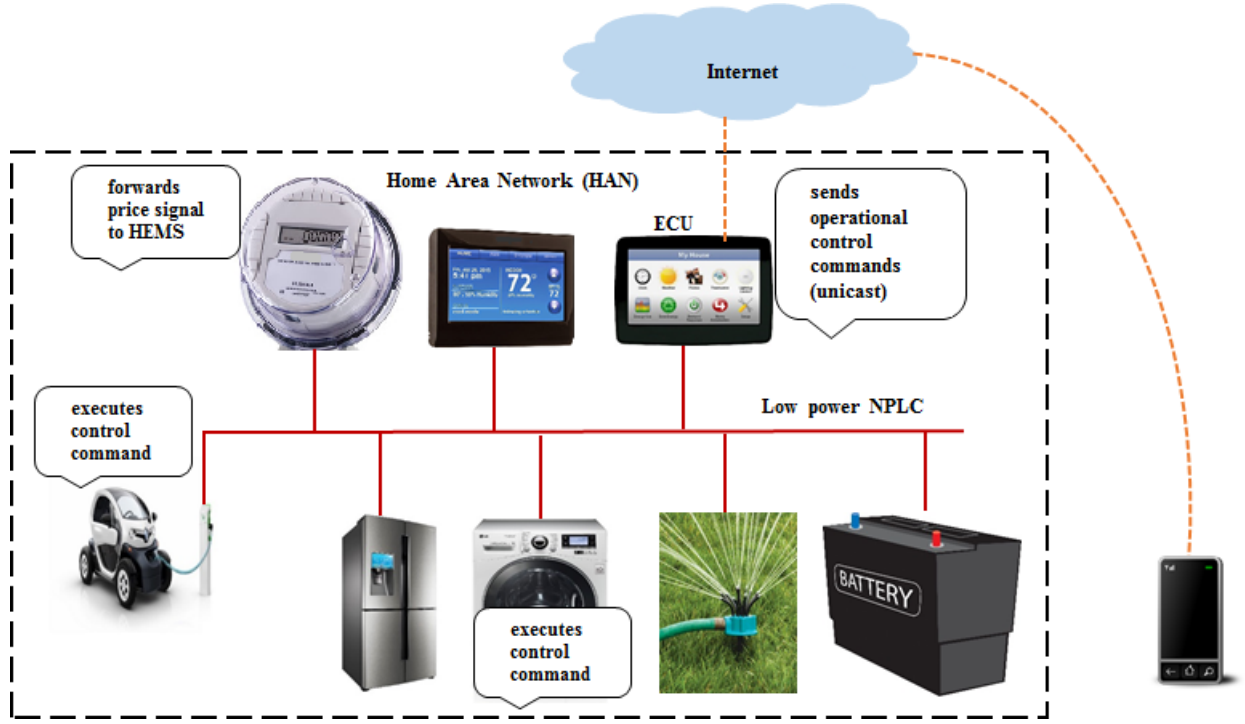 Internet
forwards
price signal
to HEMS
Home Area Network (HAN)
ECU
sends
operational
control
commands
(unicast)
My House
72
72
Low power NPLC
executes
control
command
executes
control
command
BATTERY